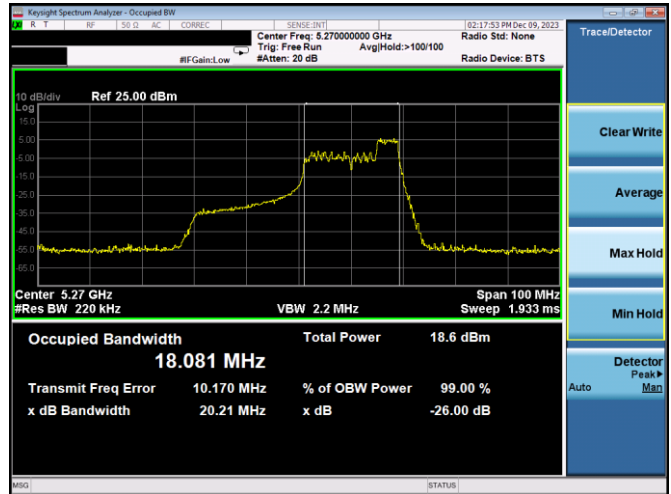 Keysight Spectrum Analyzer - Occupied BW
R T RF 50 Ω AC CORREC SENSE:INT 02:17:53 PM Dec 09, 2023
Center Freq: 5.270000000 GHz Radio Std: None
Trig: Free Run Avg|Hold:>100/100
#IFGain:Low #Atten: 20 dB Radio Device: BTS
10 dB/div Ref 25.00 dBm
Log
15.0
5.00
-5.00
-15.0
-25.0
-35.0
-45.0
-55.0
-65.0
Center 5.27 GHz Span 100 MHz
#Res BW 220 kHz VBW 2.2 MHz Sweep 1.933 ms
Occupied Bandwidth Total Power 18.6 dBm
18.081 MHz
Transmit Freq Error 10.170 MHz % of OBW Power 99.00 %
x dB Bandwidth 20.21 MHz x dB -26.00 dB
MSG STATUS
Trace/Detector
Clear Write
Average
Max Hold
Min Hold
Detector
Peak▶
Auto Man